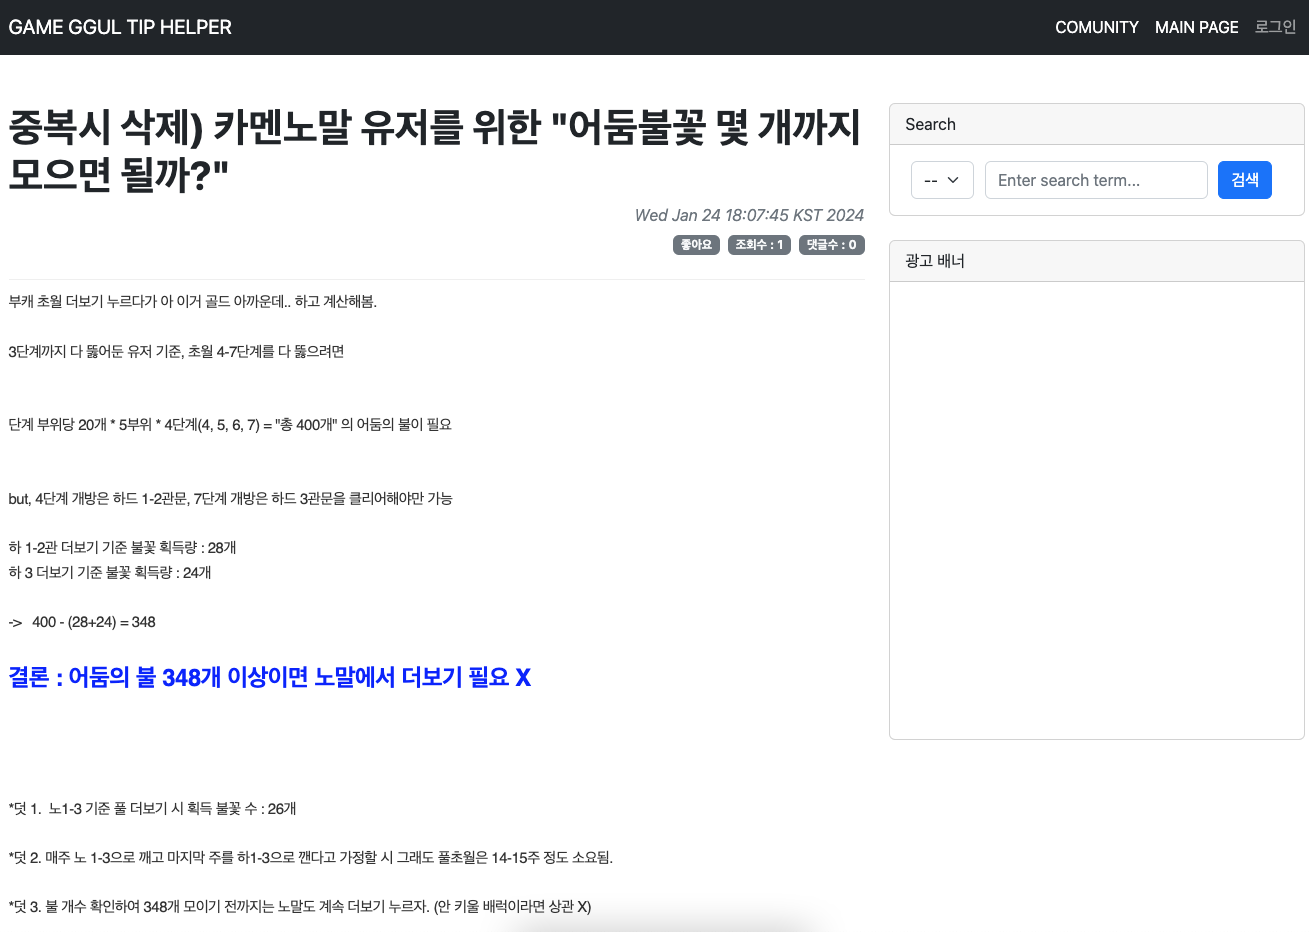 GAME GGUL TIP HELPER
COMUNITY MAIN PAGE 로그인
중복시 삭제) 카멘노말 유저를 위한 "어둠불꽃 몇 개까지
모으면 될까?"
Wed Jan 24 18:07:45 KST 2024
좋아요 조회수 : 1 댓글수 : 0
부캐 초월 더보기 누르다가 아 이거 골드 아까운데.. 하고 계산해봄.
3단계까지 다 뚫어둔 유저 기준, 초월 4-7단계를 다 뚫으려면
단계 부위당 20개 * 5부위 * 4단계(4, 5, 6, 7) = "총 400개" 의 어둠의 불이 필요
but, 4단계 개방은 하드 1-2관문, 7단계 개방은 하드 3관문을 클리어해야만 가능
하 1-2관 더보기 기준 불꽃 획득량 : 28개
하 3 더보기 기준 불꽃 획득량 : 24개
-> 400 - (28+24) = 348
결론 : 어둠의 불 348개 이상이면 노말에서 더보기 필요 X
*덧 1. 노1-3 기준 풀 더보기 시 획득 불꽃 수 : 26개
*덧 2. 매주 노 1-3으로 깨고 마지막 주를 하1-3으로 깬다고 가정할 시 그래도 풀초월은 14-15주 정도 소요됨.
*덧 3. 불 개수 확인하여 348개 모이기 전까지는 노말도 계속 더보기 누르자. (안 키울 배럭이라면 상관 X)
Search
-- Enter search term... 검색
광고 배너